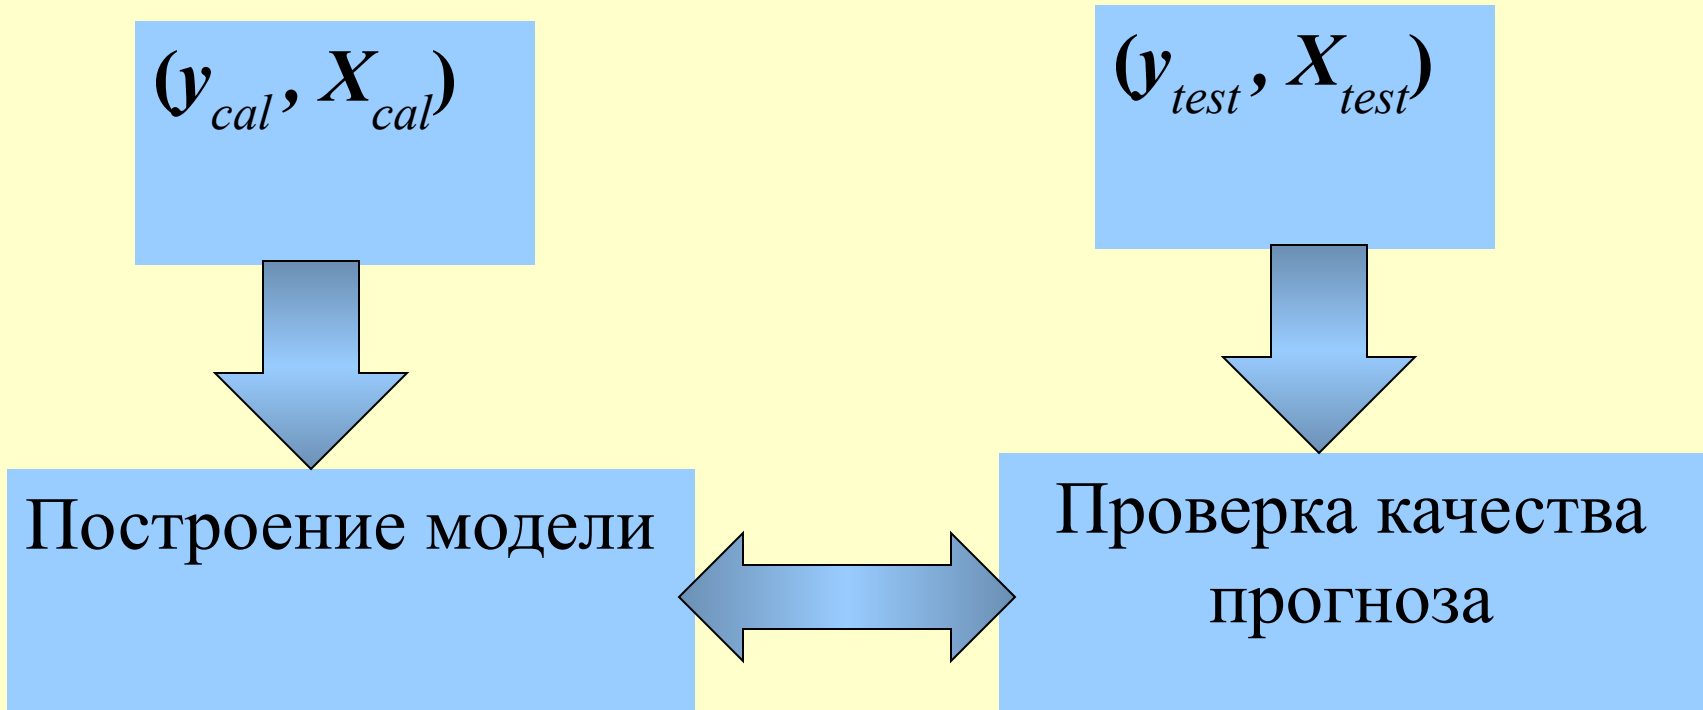 (y_cal, X_cal)
(y_test, X_test)
Построение модели
Проверка качества
прогноза